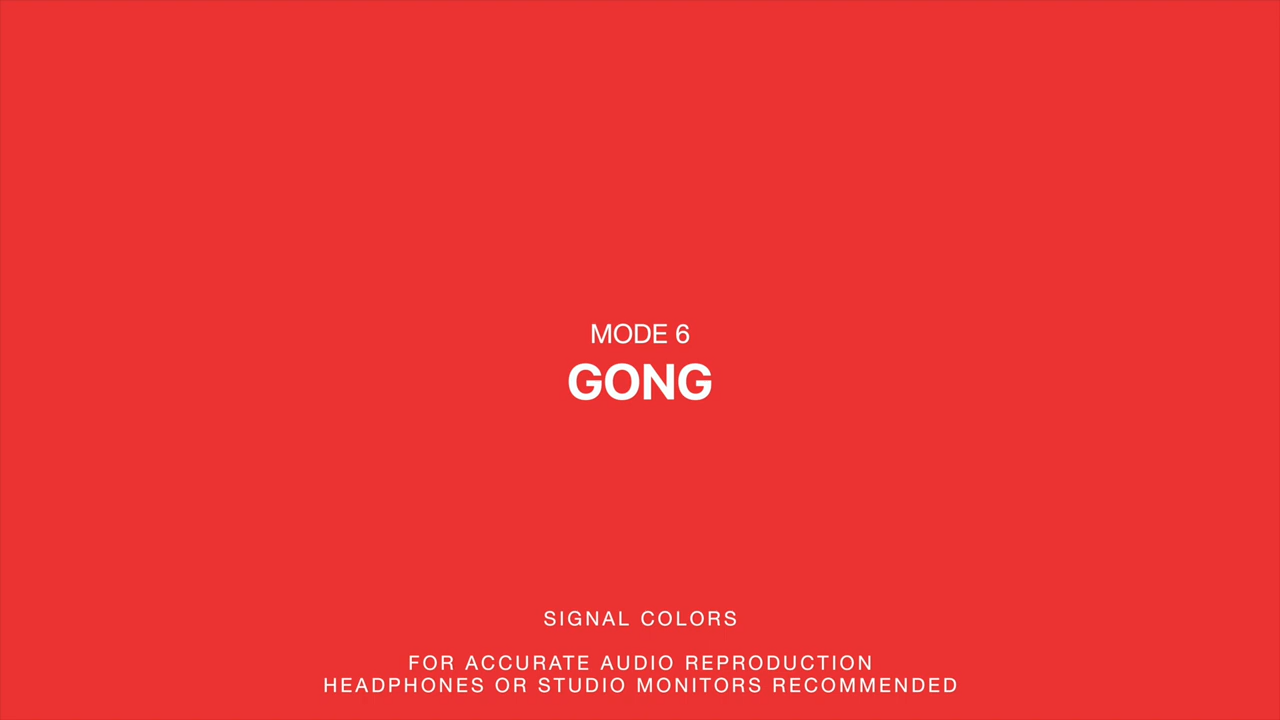 MODE 6
GONG
SIGNAL COLORS
FOR ACCURATE AUDIO REPRODUCTION
HEADPHONES OR STUDIO MONITORS RECOMMENDED